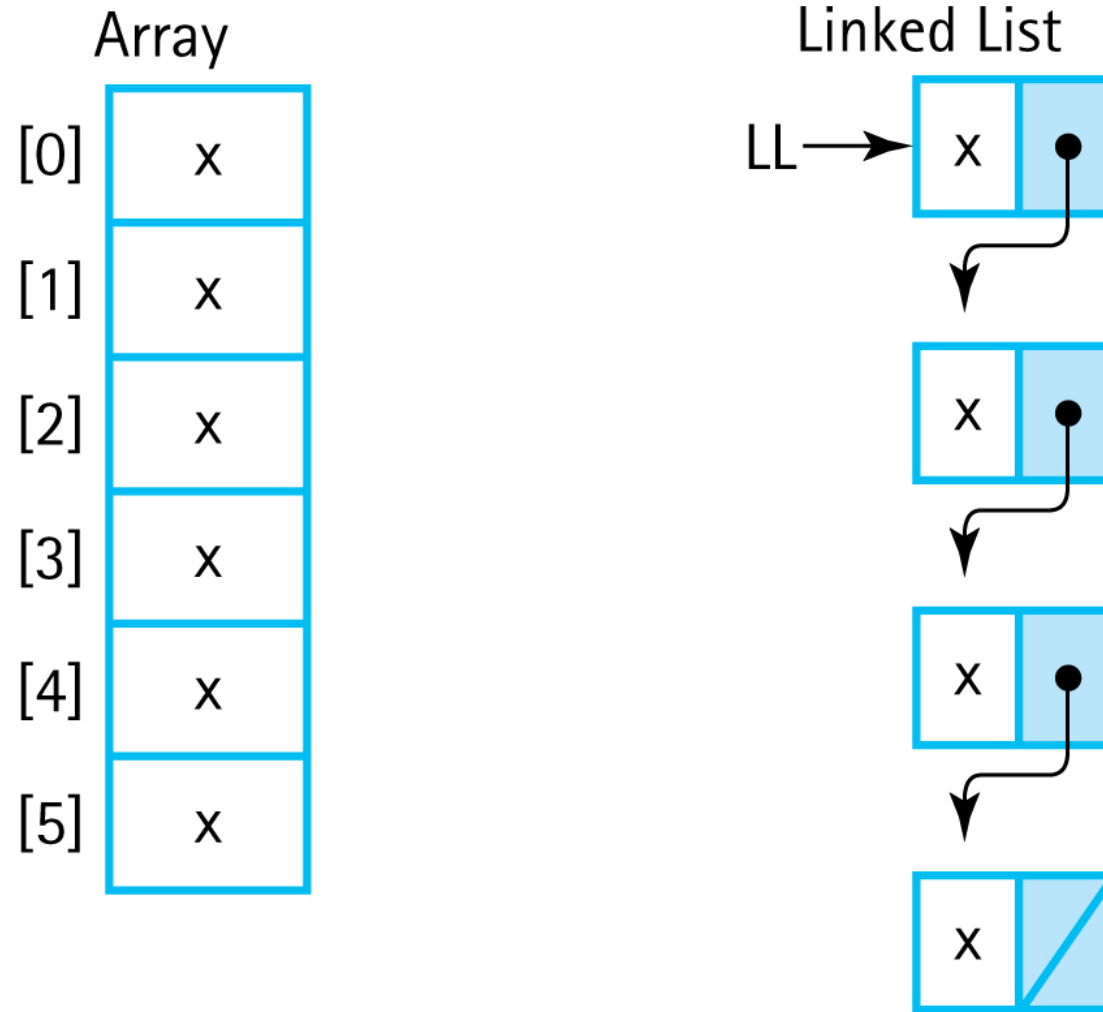 Array
[0] x
[1] x
[2] x
[3] x
[4] x
[5] x
Linked List
LL x
x
x
x